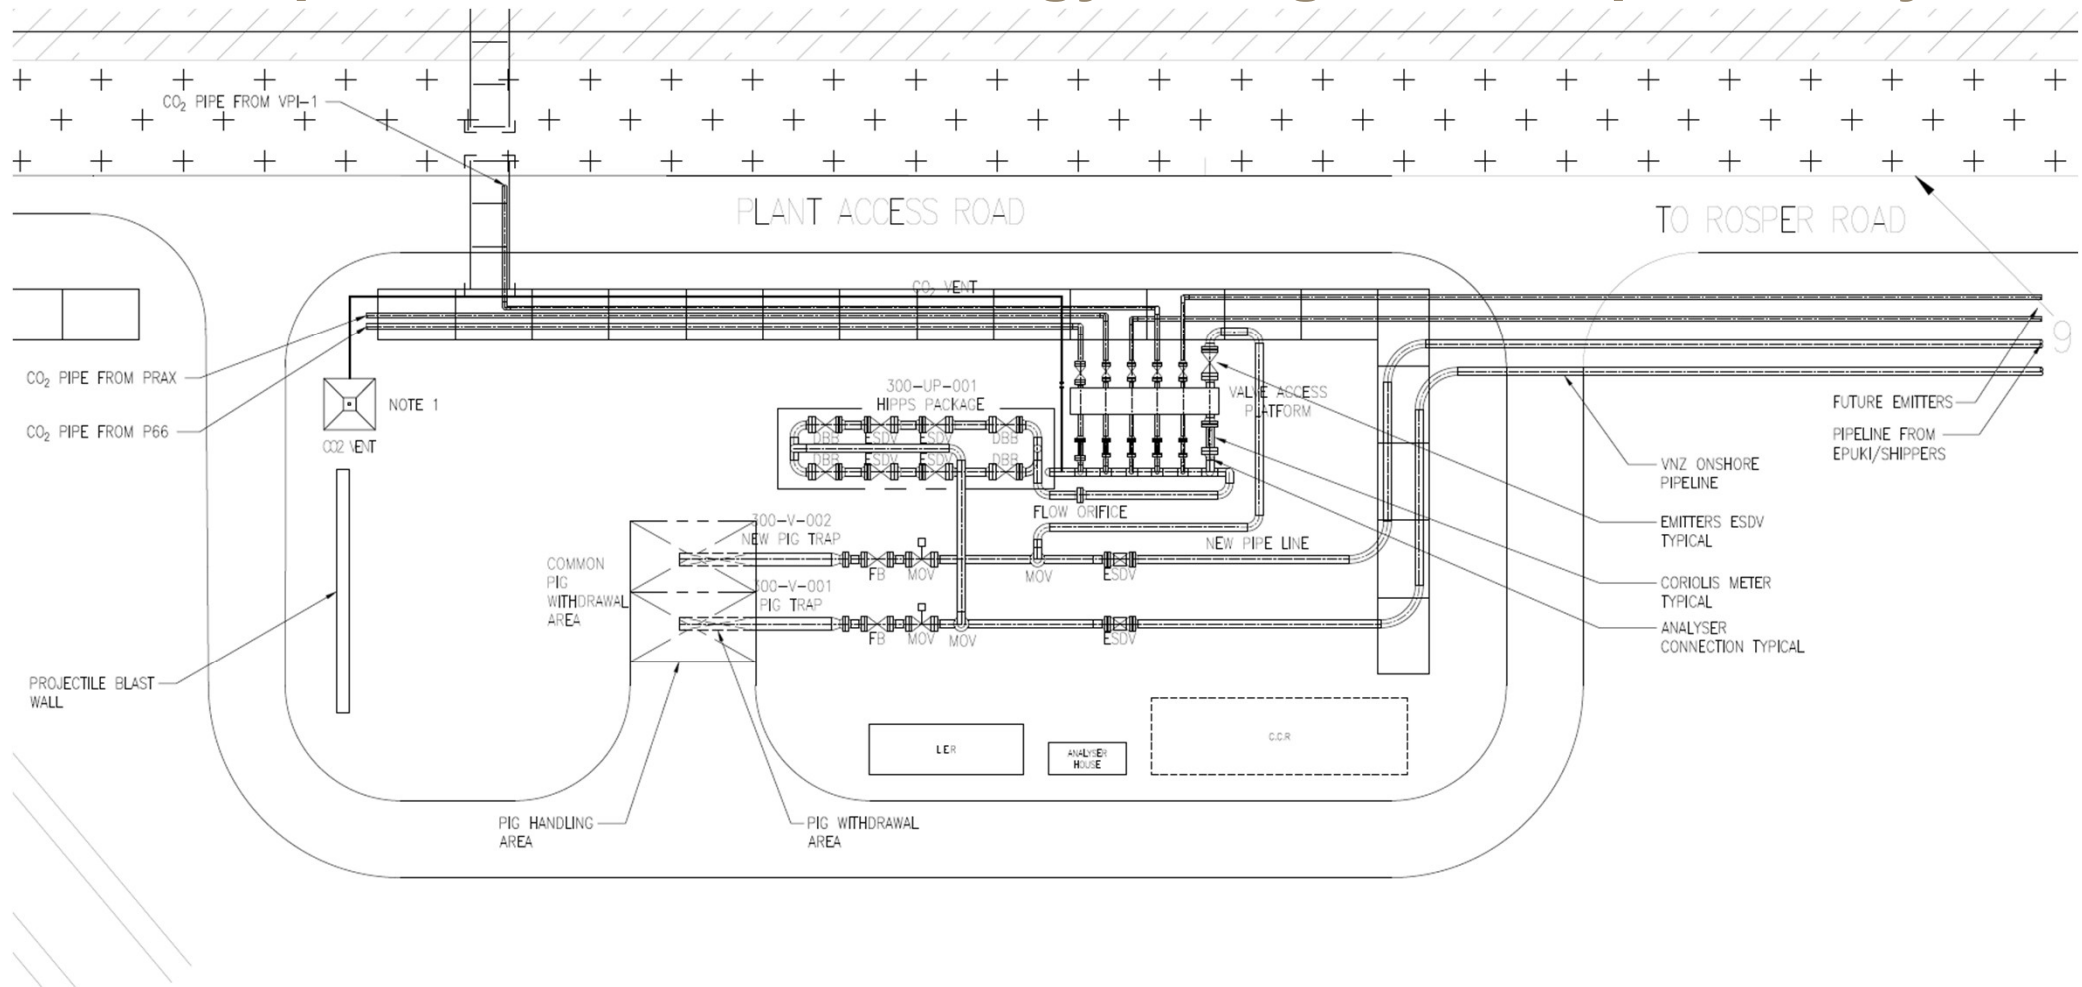 CO₂ PIPE FROM VPI-1
PLANT ACCESS ROAD
TO ROSPER ROAD
CO₂ VENT
9
CO₂ PIPE FROM PRAX
NOTE 1
CO2 VENT
CO₂ PIPE FROM P66
300-UP-001
HIPPS PACKAGE
DBB
ESDV
ESDV
DBB
DBB
ESDV
ESDV
DBB
VALVE ACCESS
PLATFORM
FUTURE EMITTERS
PIPELINE FROM
EPUKI/SHIPPERS
VNZ ONSHORE
PIPELINE
FLOW ORIFICE
EMITTERS ESDV
TYPICAL
300-V-002
NEW PIG TRAP
NEW PIPE LINE
COMMON
PIG
WITHDRAWAL
AREA
FB
MOV
MOV
ESDV
300-V-001
PIG TRAP
CORIOLIS METER
TYPICAL
FB
MOV
MOV
ESDV
ANALYSER
CONNECTION TYPICAL
PROJECTILE BLAST
WALL
LER
ANALYSER
HOUSE
C.C.R
PIG HANDLING
AREA
PIG WITHDRAWAL
AREA